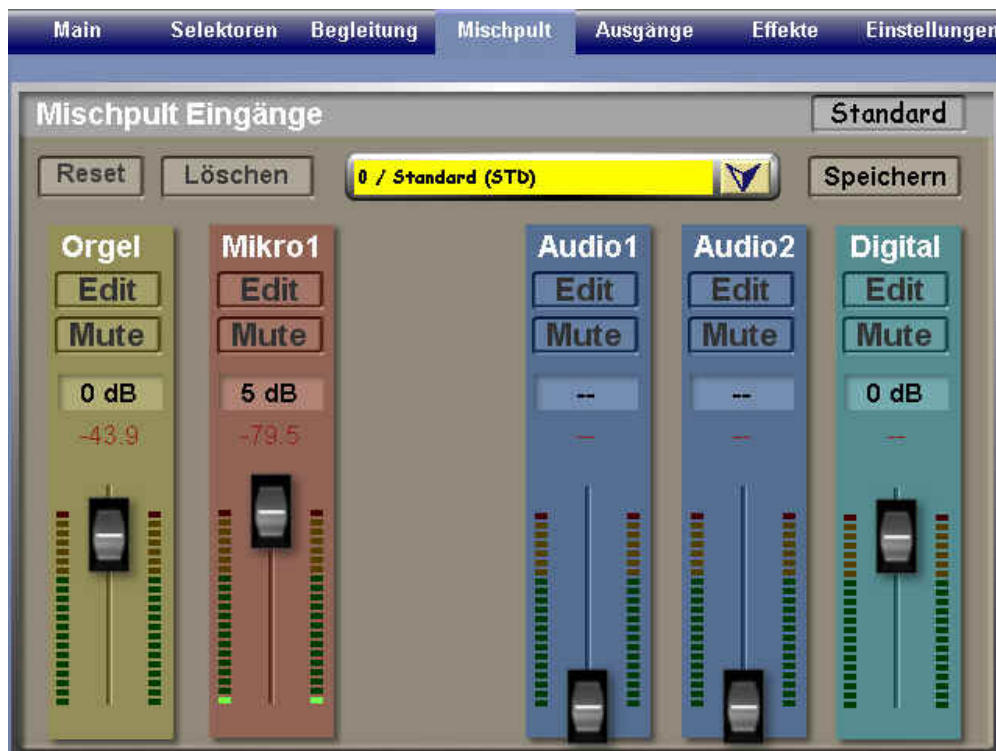 Main Selektoren Begleitung Mischpult Ausgänge Effekte Einstellungen
Mischpult Eingänge Standard
Reset Löschen 0 / Standard (STD) Speichern
Orgel Mikro1 Audio1 Audio2 Digital
Edit Edit Edit Edit Edit
Mute Mute Mute Mute Mute
0 dB 5 dB -- -- 0 dB
-43.9 -79.5 -- -- --